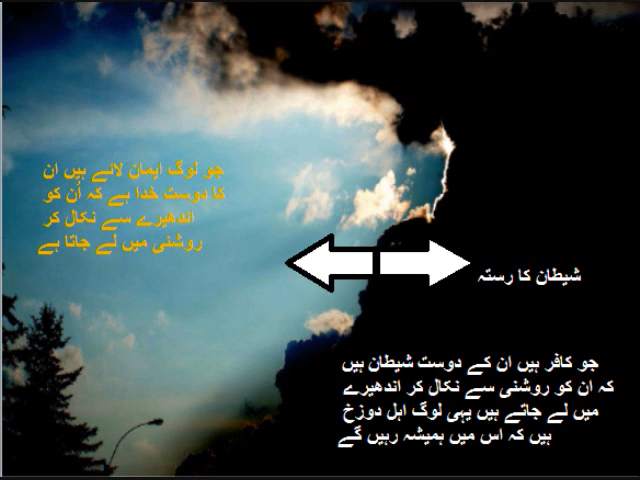 جو لوگ ایمان لائے ہیں ان
کا دوست خدا ہے کہ اُن کو
اندھیرے سے نکال کر
روشنی میں لے جاتا ہے
شیطان کا رستہ
جو کافر ہیں ان کے دوست شیطان ہیں
کہ ان کو روشنی سے نکال کر اندھیرے
میں لے جاتے ہیں یہی لوگ اہل دوزخ
ہیں کہ اس میں ہمیشہ رہیں گے